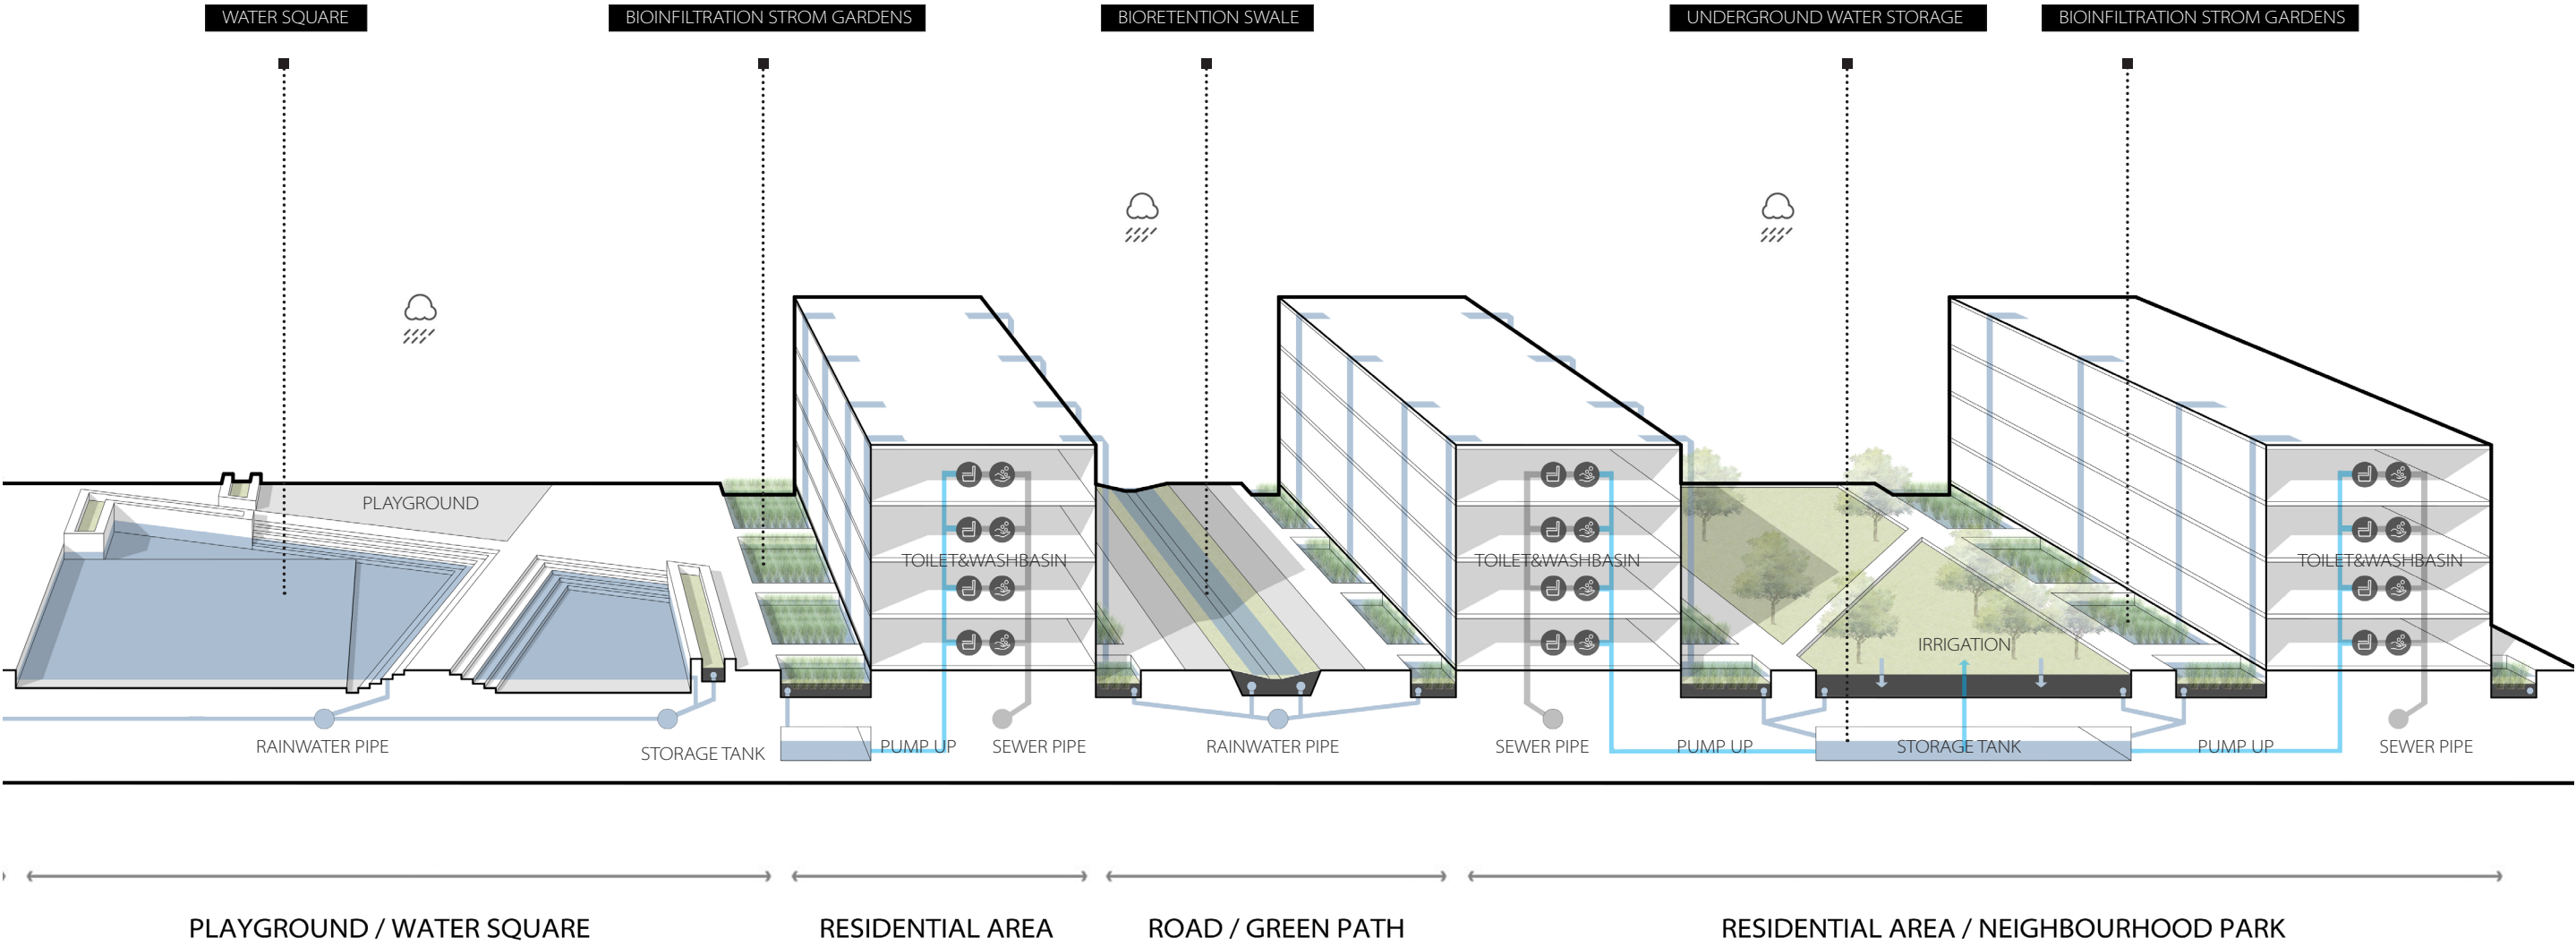 WATER SQUARE
BIOINFILTRATION STROM GARDENS
BIORETENTION SWALE
UNDERGROUND WATER STORAGE
BIOINFILTRATION STROM GARDENS
PLAYGROUND
TOILET&WASHBASIN
TOILET&WASHBASIN
TOILET&WASHBASIN
IRRIGATION
RAINWATER PIPE
STORAGE TANK
PUMP UP
SEWER PIPE
RAINWATER PIPE
SEWER PIPE
PUMP UP
STORAGE TANK
PUMP UP
SEWER PIPE
PLAYGROUND / WATER SQUARE
RESIDENTIAL AREA
ROAD / GREEN PATH
RESIDENTIAL AREA / NEIGHBOURHOOD PARK